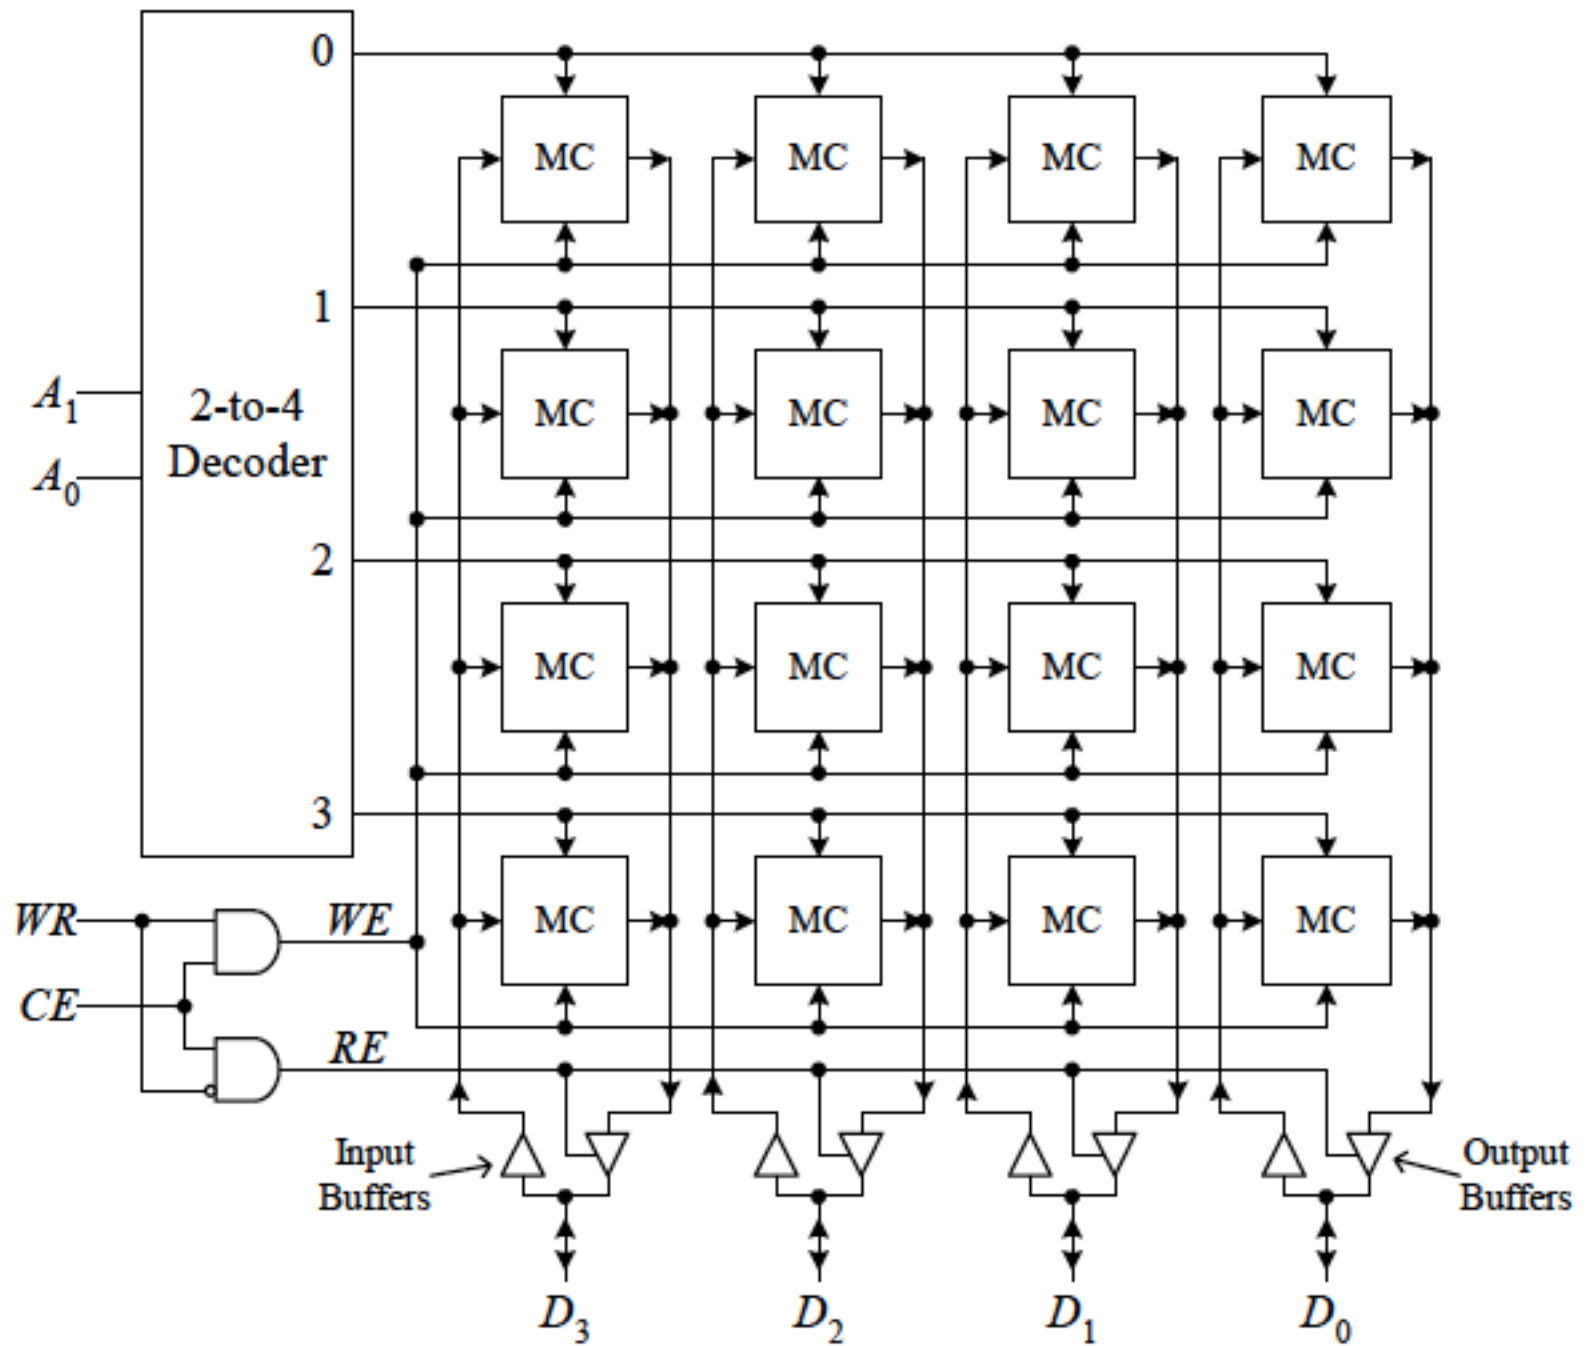 0
MC MC MC MC
1
A1
2-to-4
Decoder
A0
MC MC MC MC
2
MC MC MC MC
3
WR
WE
MC MC MC MC
CE
RE
Input
Buffers
Output
Buffers
D3 D2 D1 D0